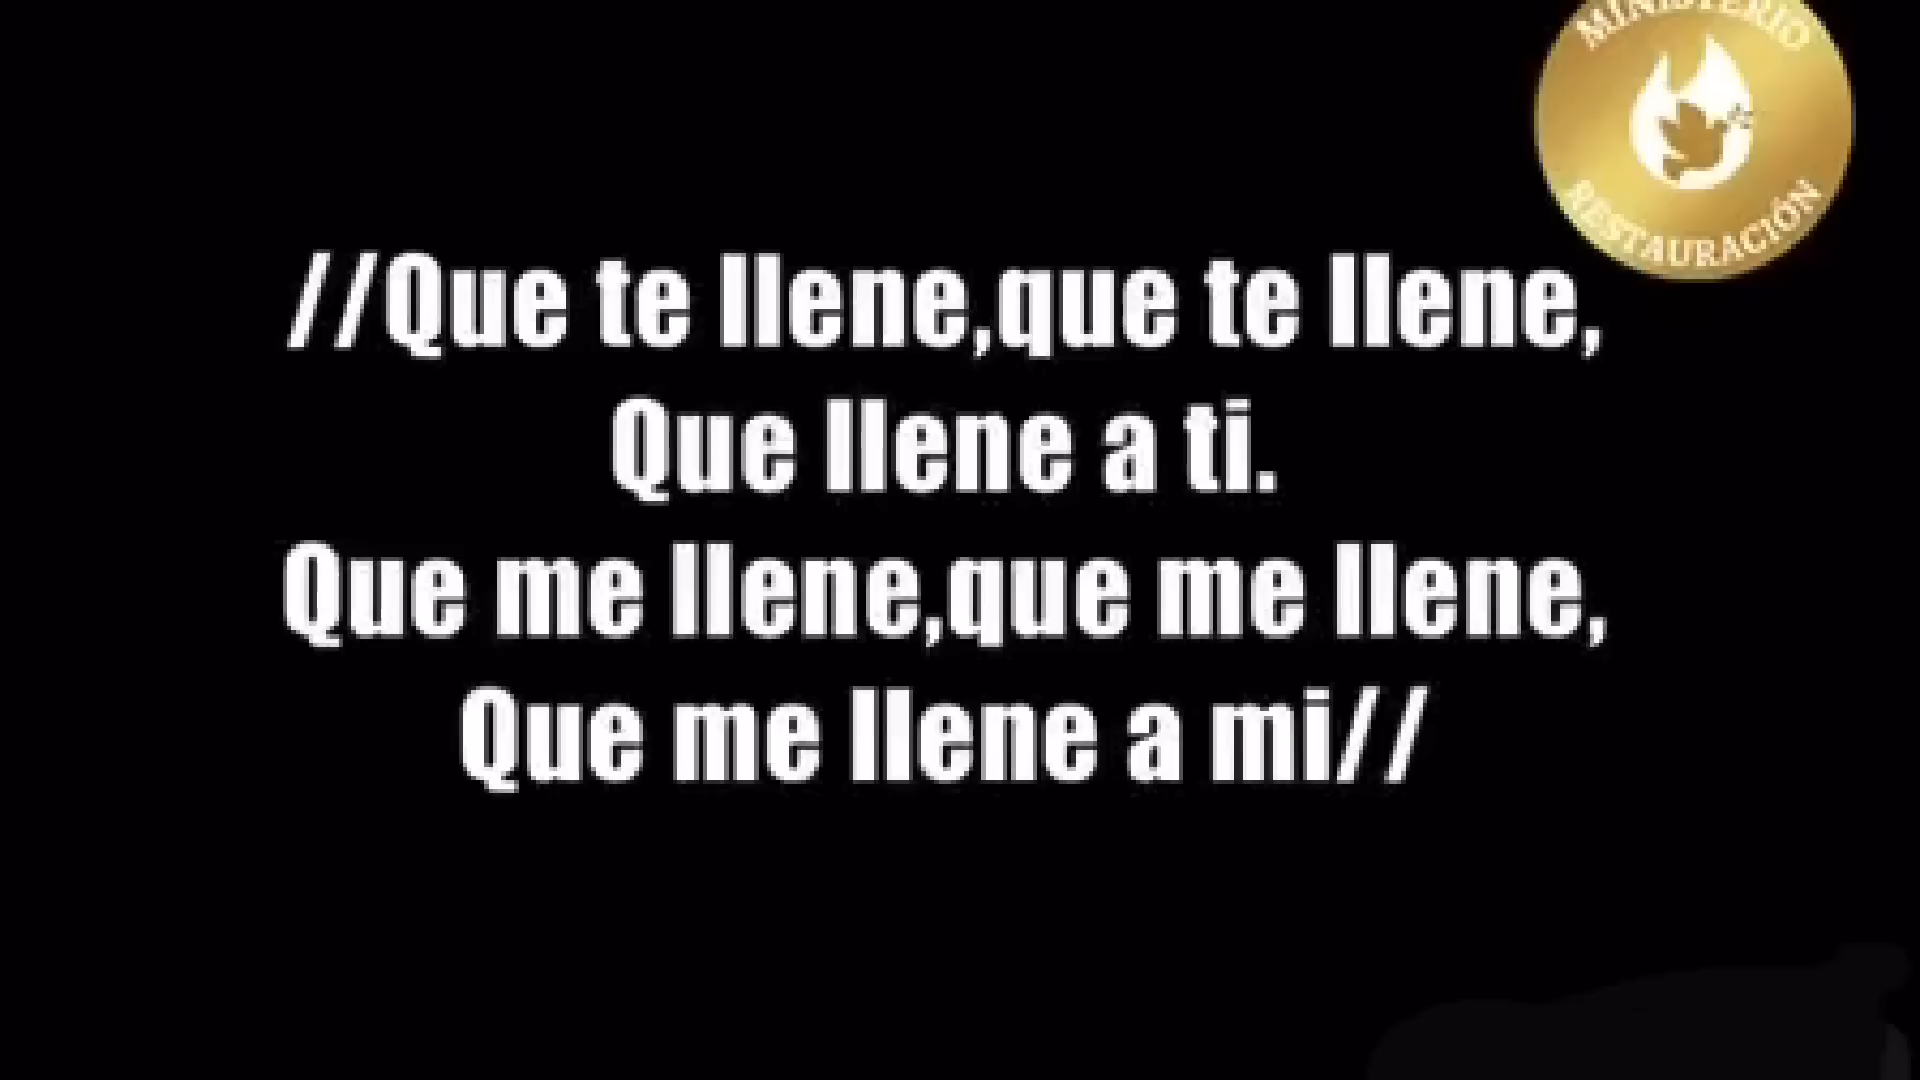 MINISTERIO
RESTAURACIÓN
//Que te llene,que te llene,
Que llene a ti.
Que me llene,que me llene,
Que me llene a mi//